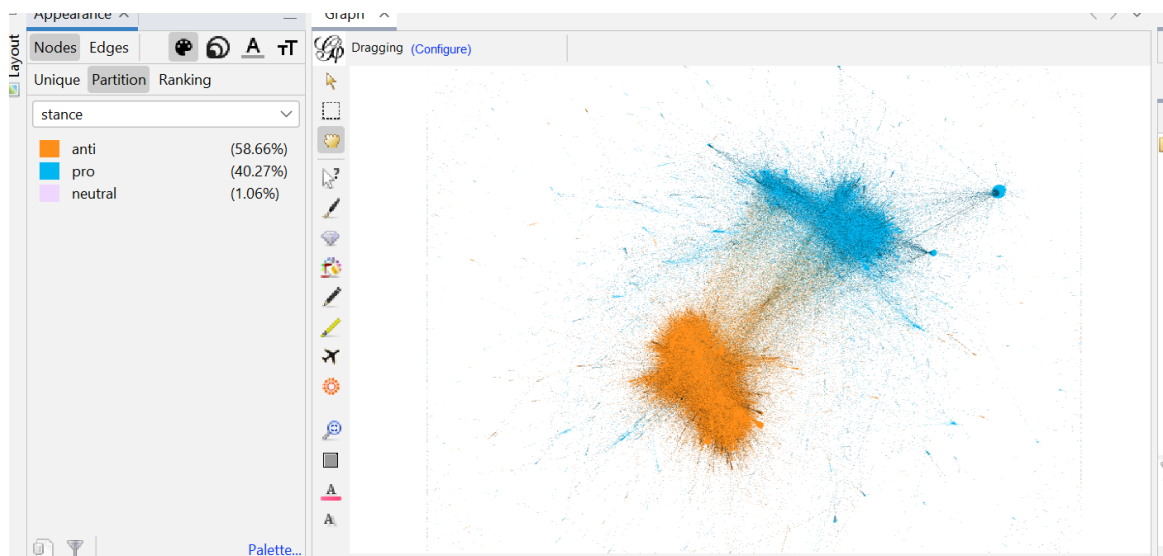 Appearance
Graph
Layout
Nodes Edges A TT
Dragging (Configure)
Unique Partition Ranking
stance
anti (58.66%)
pro (40.27%)
neutral (1.06%)
A
A
Palette...